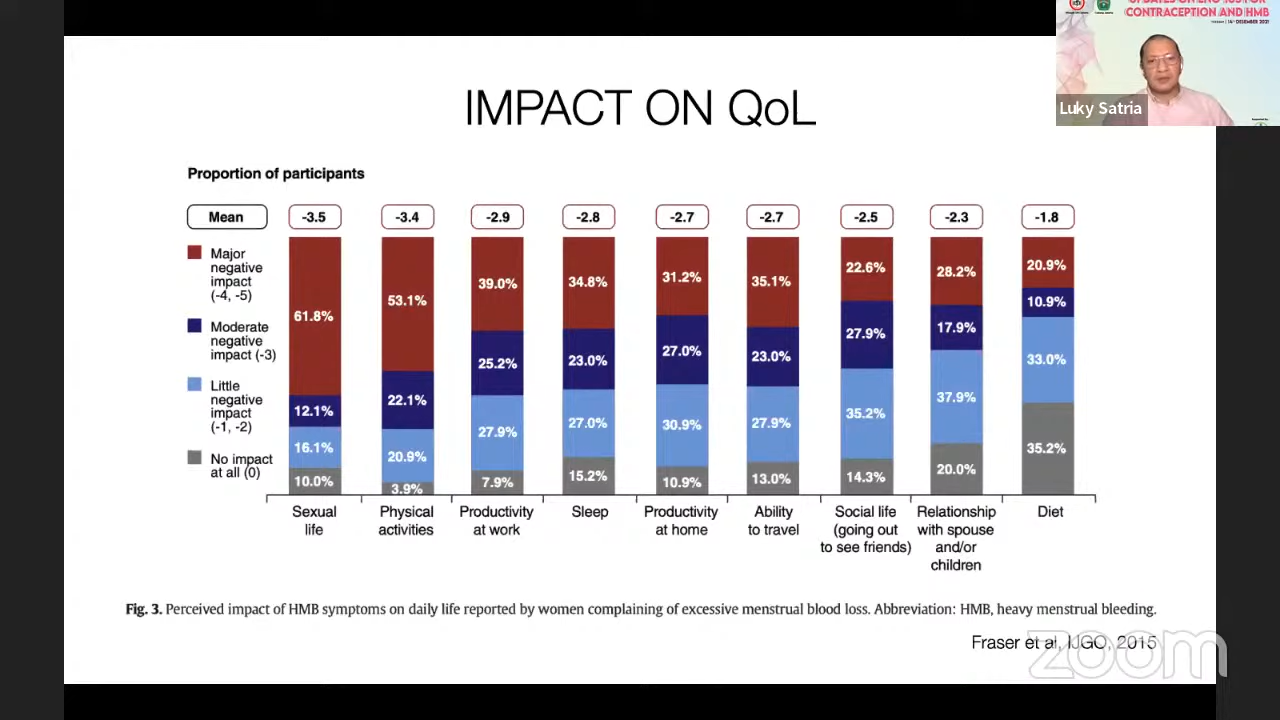 CONTRACEPTION AND HMB
14TH DESEMBER 2021
Luky Satria
IMPACT ON QoL
Proportion of participants
Mean
-3.5
-3.4
-2.9
-2.8
-2.7
-2.7
-2.5
-2.3
-1.8
Major
negative
impact
(-4, -5)
Moderate
negative
impact (-3)
Little
negative
impact
(-1, -2)
No impact
at all (0)
61.8%
12.1%
16.1%
10.0%
53.1%
22.1%
20.9%
3.9%
39.0%
25.2%
27.9%
7.9%
34.8%
23.0%
27.0%
15.2%
31.2%
27.0%
30.9%
10.9%
35.1%
23.0%
27.9%
13.0%
22.6%
27.9%
35.2%
14.3%
28.2%
17.9%
37.9%
20.0%
20.9%
10.9%
33.0%
35.2%
Sexual
life
Physical
activities
Productivity
at work
Sleep
Productivity
at home
Ability
to travel
Social life
(going out
to see friends)
Relationship
with spouse
and/or
children
Diet
Fig. 3. Perceived impact of HMB symptoms on daily life reported by women complaining of excessive menstrual blood loss. Abbreviation: HMB, heavy menstrual bleeding.
Fraser et al, IJGO, 2015
zoom